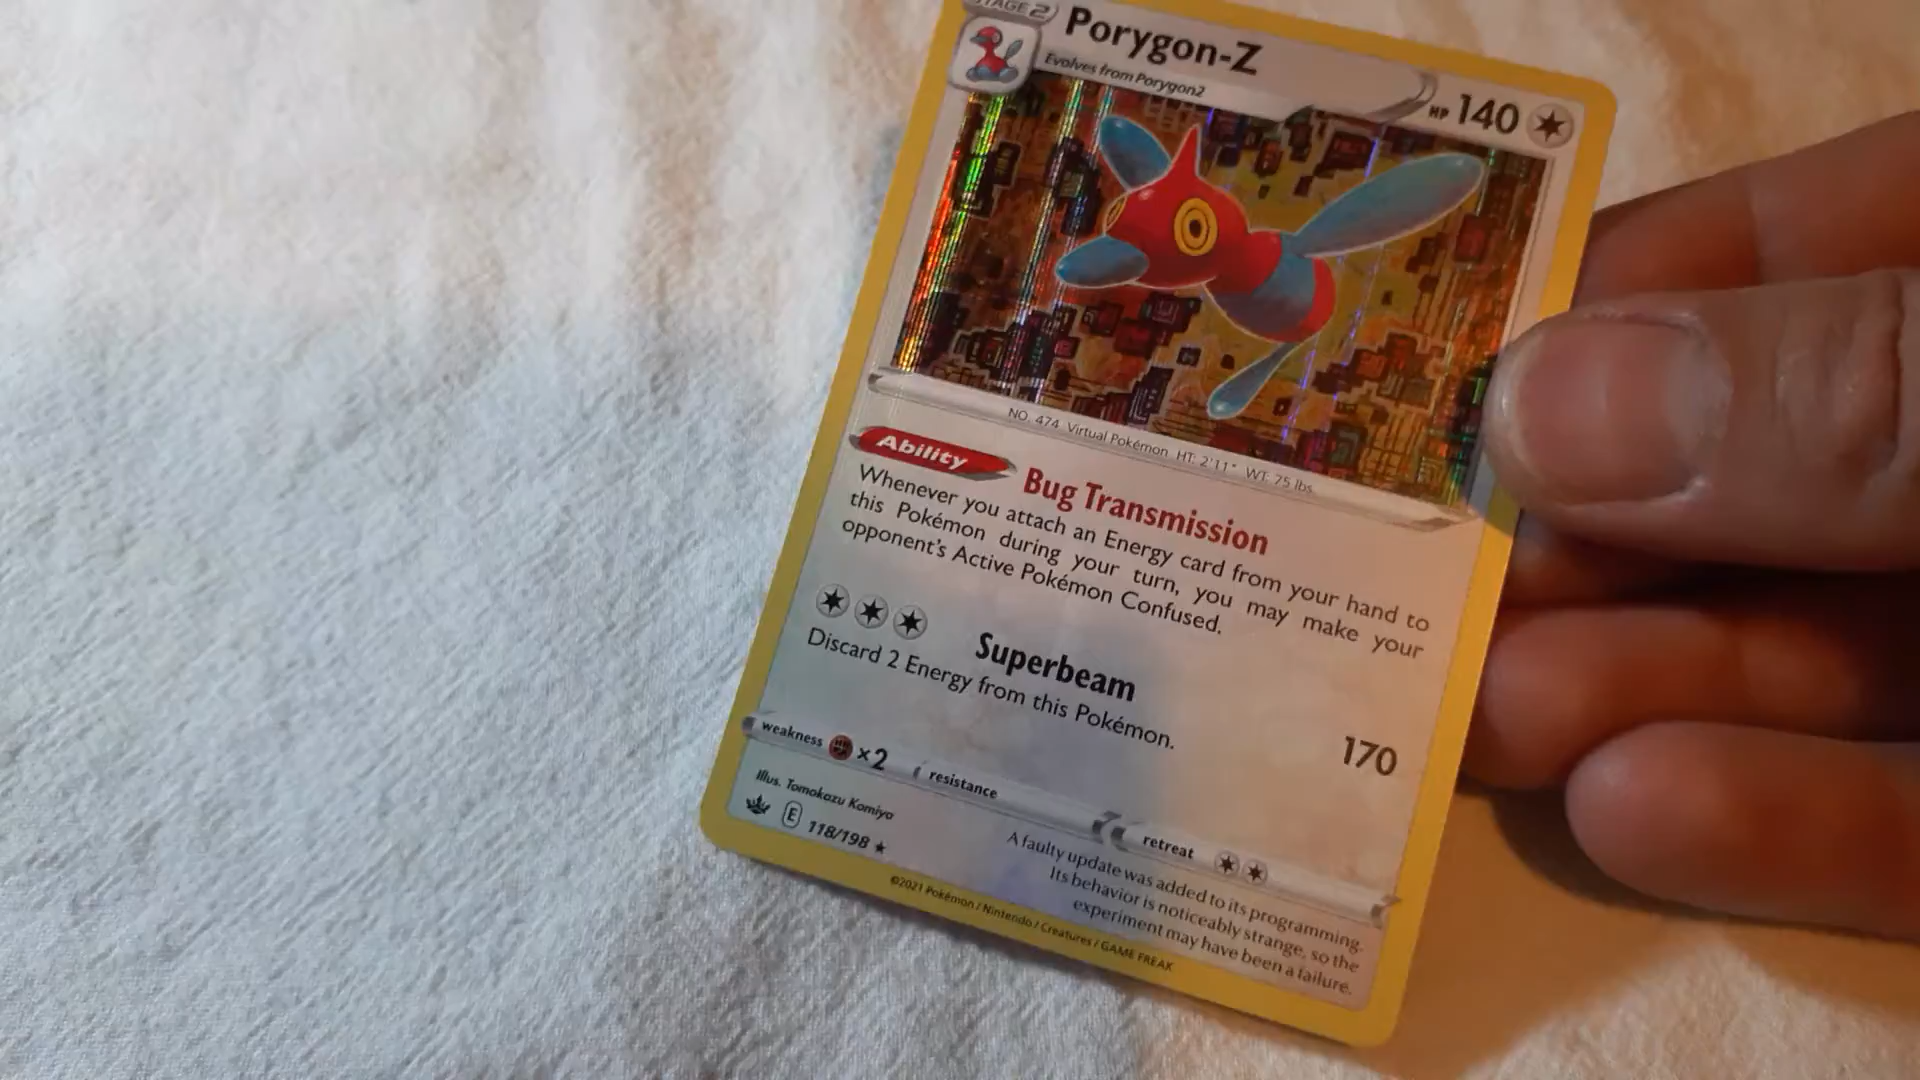 STAGE 2
Porygon-Z
Evolves from Porygon2
HP 140
NO. 474 Virtual Pokémon HT: 2'11" WT: 75 lbs.
Ability
Bug Transmission
Whenever you attach an Energy card from your hand to
this Pokémon during your turn, you may make your
opponent's Active Pokémon Confused.
Superbeam
170
Discard 2 Energy from this Pokémon.
weakness ×2
resistance
retreat
Illus. Tomokazu Komiya
E 118/198 ★
A faulty update was added to its programming.
Its behavior is noticeably strange, so the
experiment may have been a failure.
©2021 Pokémon / Nintendo / Creatures / GAME FREAK